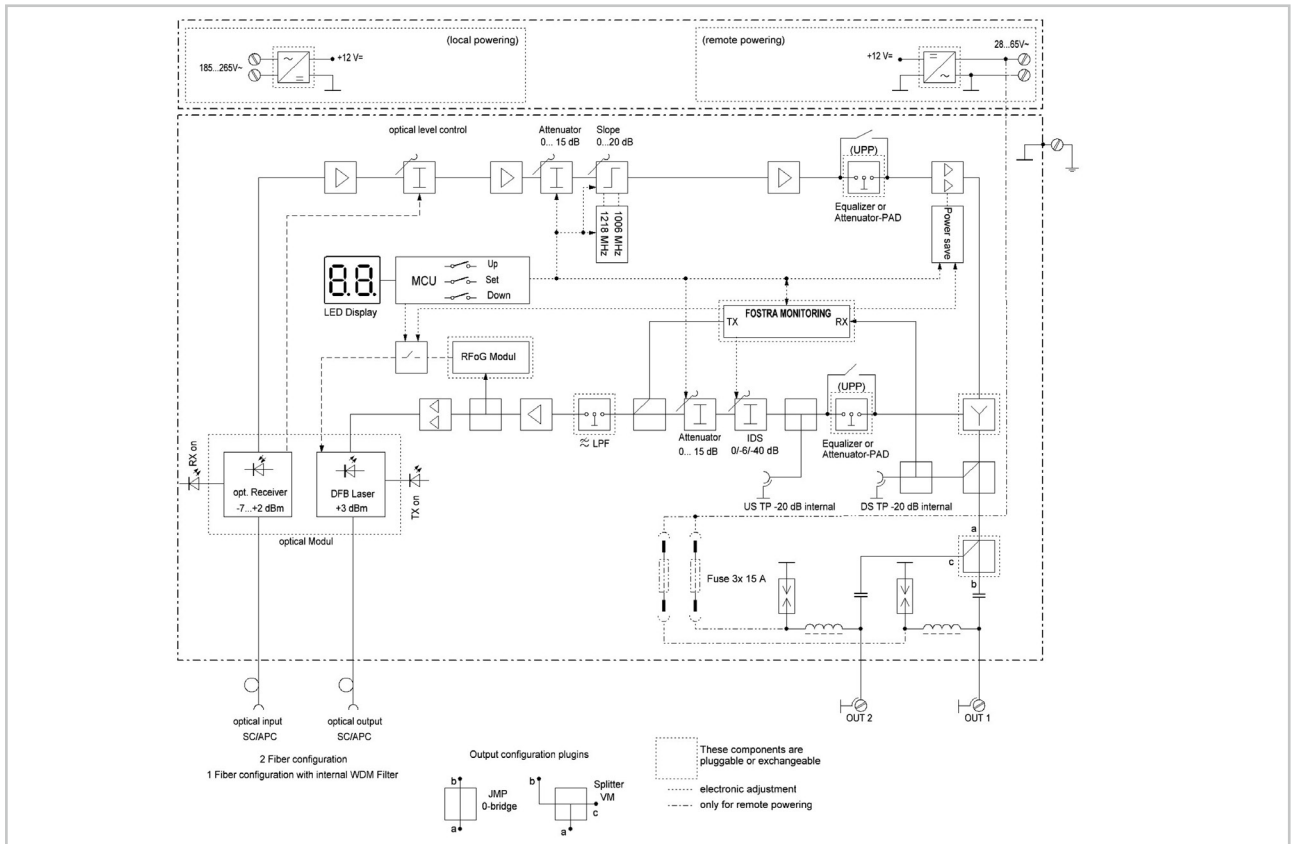 (local powering)
185...265V~
+12 V=
(remote powering)
28...65V~
+12 V=
optical level control
Attenuator
0... 15 dB
Slope
0...20 dB
(UPP)
Equalizer or
Attenuator-PAD
1006 MHz
1218 MHz
Power save
8.8.
LED Display
MCU
Up
Set
Down
FOSTRA MONITORING
TX
RX
RFoG Modul
(UPP)
≈ LPF
Attenuator
0... 15 dB
IDS
0/-6/-40 dB
Equalizer or
Attenuator-PAD
RX on
opt. Receiver
-7...+2 dBm
DFB Laser
+3 dBm
TX on
optical Modul
US TP -20 dB internal
DS TP -20 dB internal
a
c
b
Fuse 3x 15 A
OUT 2
OUT 1
optical input
SC/APC
optical output
SC/APC
2 Fiber configuration
1 Fiber configuration with internal WDM Filter
Output configuration plugins
b
JMP
0-bridge
a
b
Splitter
VM
c
a
These components are
pluggable or exchangeable
electronic adjustment
only for remote powering